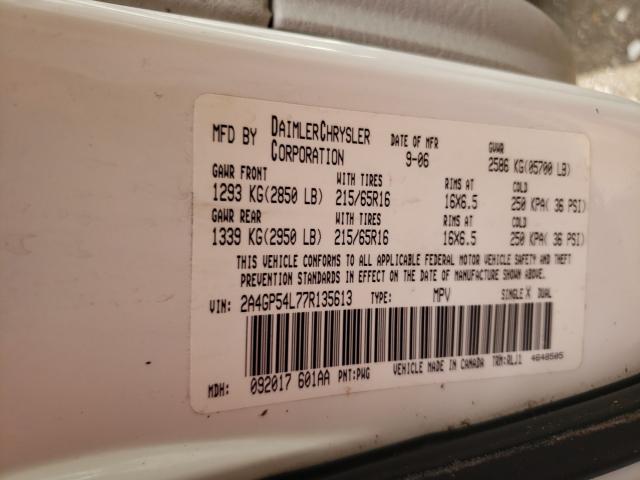 MFD BY DAIMLERCHRYSLER CORPORATION DATE OF MFR 9-06 GVWR 2586 KG(05700 LB)
GAWR FRONT WITH TIRES RIMS AT COLD
1293 KG(2850 LB) 215/65R16 16X6.5 250 KPA( 36 PSI)
GAWR REAR WITH TIRES RIMS AT COLD
1339 KG(2950 LB) 215/65R16 16X6.5 250 KPA( 36 PSI)
THIS VEHICLE CONFORMS TO ALL APPLICABLE FEDERAL MOTOR VEHICLE SAFETY AND THEFT
PREVENTION STANDARDS IN EFFECT ON THE DATE OF MANUFACTURE SHOWN ABOVE.
VIN: 2A4GP54L77R135613 TYPE: MPV SINGLE X DUAL
MDH: 092017 601AA PNT:PWG VEHICLE MADE IN CANADA TRM:RLJ1 4648505